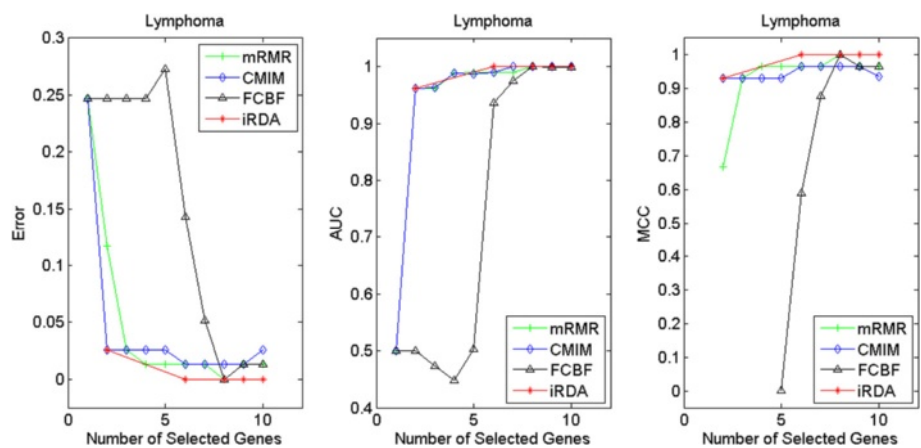 Lymphoma
0.3
0.25
0.2
0.15
0.1
0.05
0
Error
0
5
10
Number of Selected Genes
mRMR
CMIM
FCBF
iRDA
Lymphoma
1
0.9
0.8
0.7
0.6
0.5
0.4
AUC
0
5
10
Number of Selected Genes
mRMR
CMIM
FCBF
iRDA
Lymphoma
1
0.9
0.8
0.7
0.6
0.5
0.4
0.3
0.2
0.1
0
MCC
0
5
10
Number of Selected Genes
mRMR
CMIM
FCBF
iRDA